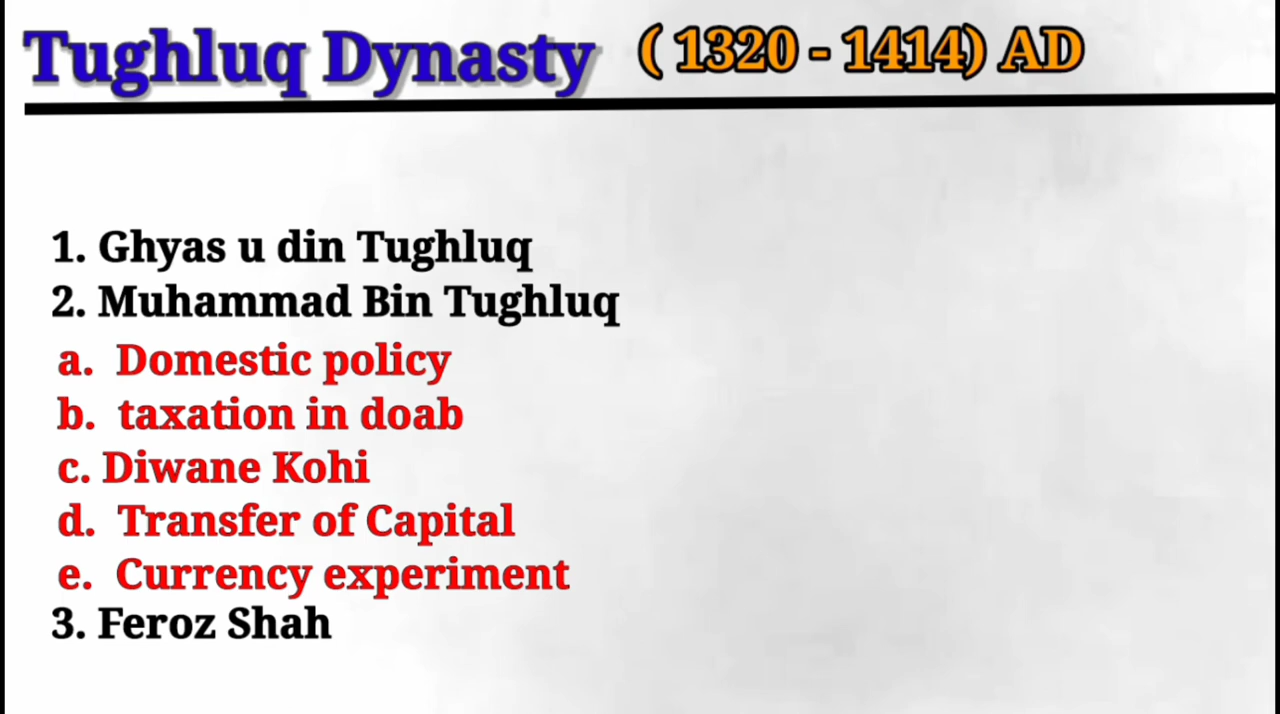 Tughluq Dynasty ( 1320 - 1414) AD
1. Ghyas u din Tughluq
2. Muhammad Bin Tughluq
a. Domestic policy
b. taxation in doab
c. Diwane Kohi
d. Transfer of Capital
e. Currency experiment
3. Feroz Shah